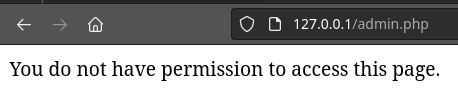 127.0.0.1/admin.php
You do not have permission to access this page.